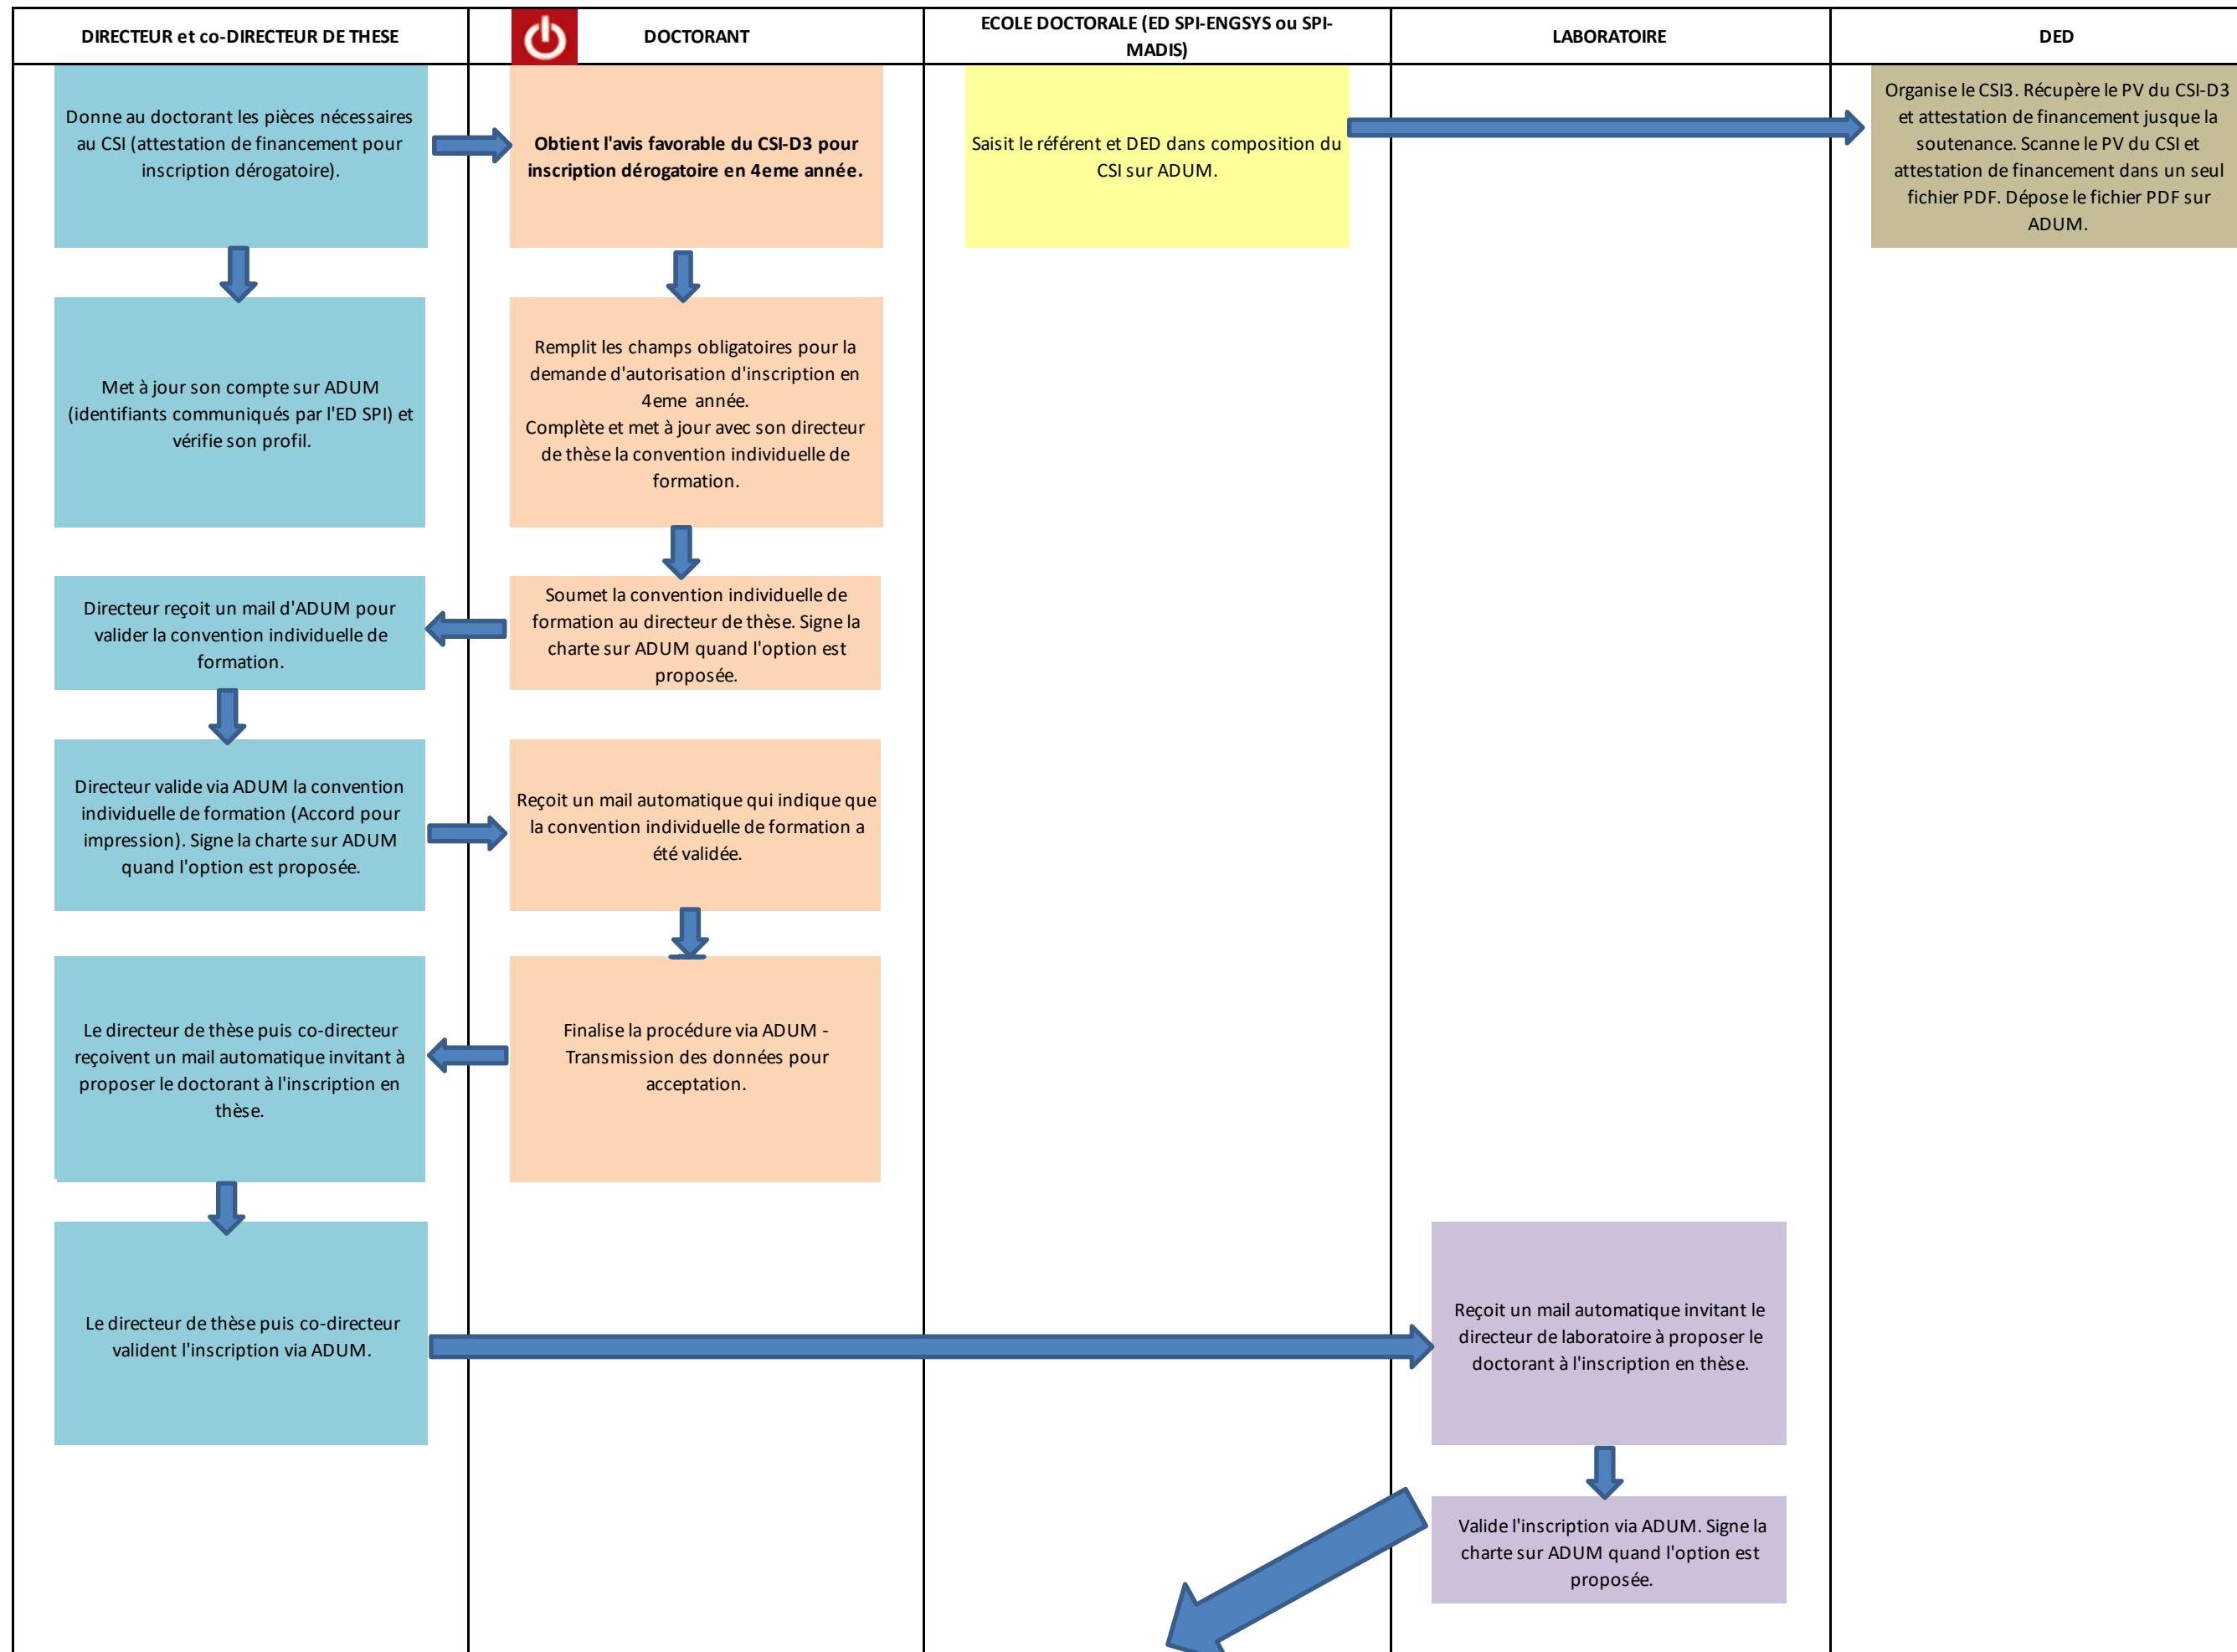 DIRECTEUR et co-DIRECTEUR DE THESE
DOCTORANT
ECOLE DOCTORALE (ED SPI-ENGSYS ou SPI-
MADIS)
LABORATOIRE
DED
Donne au doctorant les pièces nécessaires
au CSI (attestation de financement pour
inscription dérogatoire).
Obtient l'avis favorable du CSI-D3 pour
inscription dérogatoire en 4eme année.
Saisit le référent et DED dans composition du
CSI sur ADUM.
Organise le CSI3. Récupère le PV du CSI-D3
et attestation de financement jusque la
soutenance. Scanne le PV du CSI et
attestation de financement dans un seul
fichier PDF. Dépose le fichier PDF sur
ADUM.
Met à jour son compte sur ADUM
(identifiants communiqués par l'ED SPI) et
vérifie son profil.
Remplit les champs obligatoires pour la
demande d'autorisation d'inscription en
4eme année.
Complète et met à jour avec son directeur
de thèse la convention individuelle de
formation.
Directeur reçoit un mail d'ADUM pour
valider la convention individuelle de
formation.
Soumet la convention individuelle de
formation au directeur de thèse. Signe la
charte sur ADUM quand l'option est
proposée.
Directeur valide via ADUM la convention
individuelle de formation (Accord pour
impression). Signe la charte sur ADUM
quand l'option est proposée.
Reçoit un mail automatique qui indique que
la convention individuelle de formation a
été validée.
Le directeur de thèse puis co-directeur
reçoivent un mail automatique invitant à
proposer le doctorant à l'inscription en
thèse.
Finalise la procédure via ADUM -
Transmission des données pour
acceptation.
Le directeur de thèse puis co-directeur
valident l'inscription via ADUM.
Reçoit un mail automatique invitant le
directeur de laboratoire à proposer le
doctorant à l'inscription en thèse.
Valide l'inscription via ADUM. Signe la
charte sur ADUM quand l'option est
proposée.